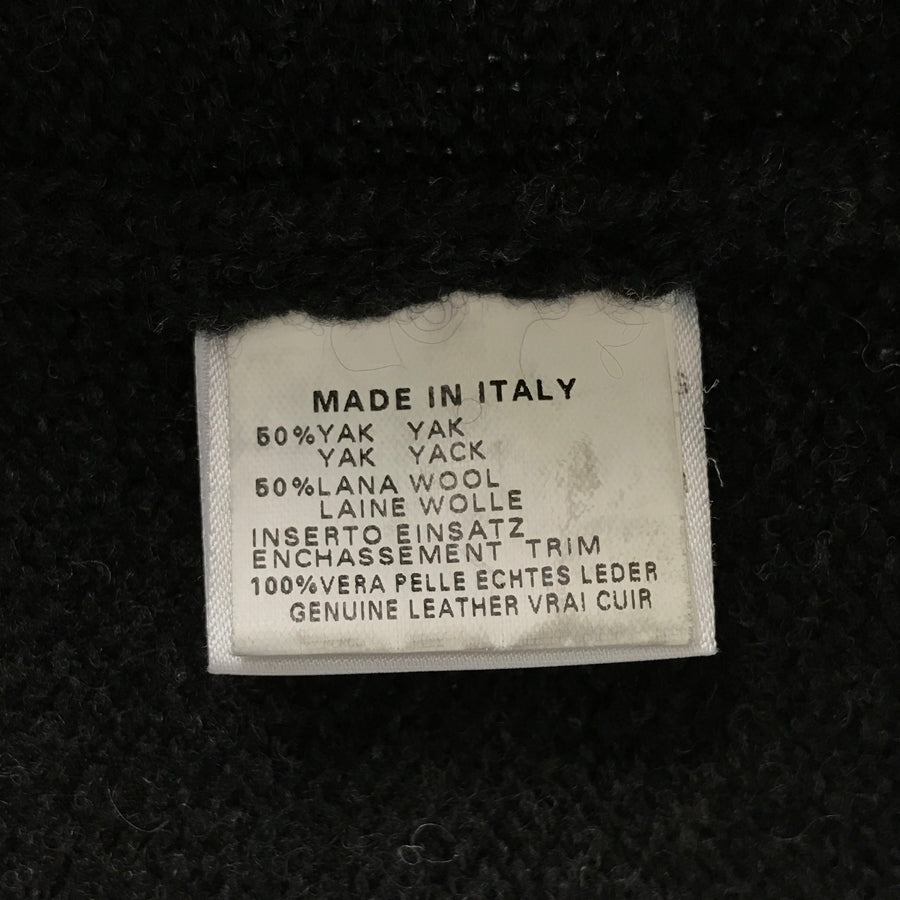 MADE IN ITALY
50%YAK YAK
YAK YACK
50%LANA WOOL
LAINE WOLLE
INSERTO EINSATZ
ENCHASSEMENT TRIM
100%VERA PELLE ECHTES LEDER
GENUINE LEATHER VRAI CUIR